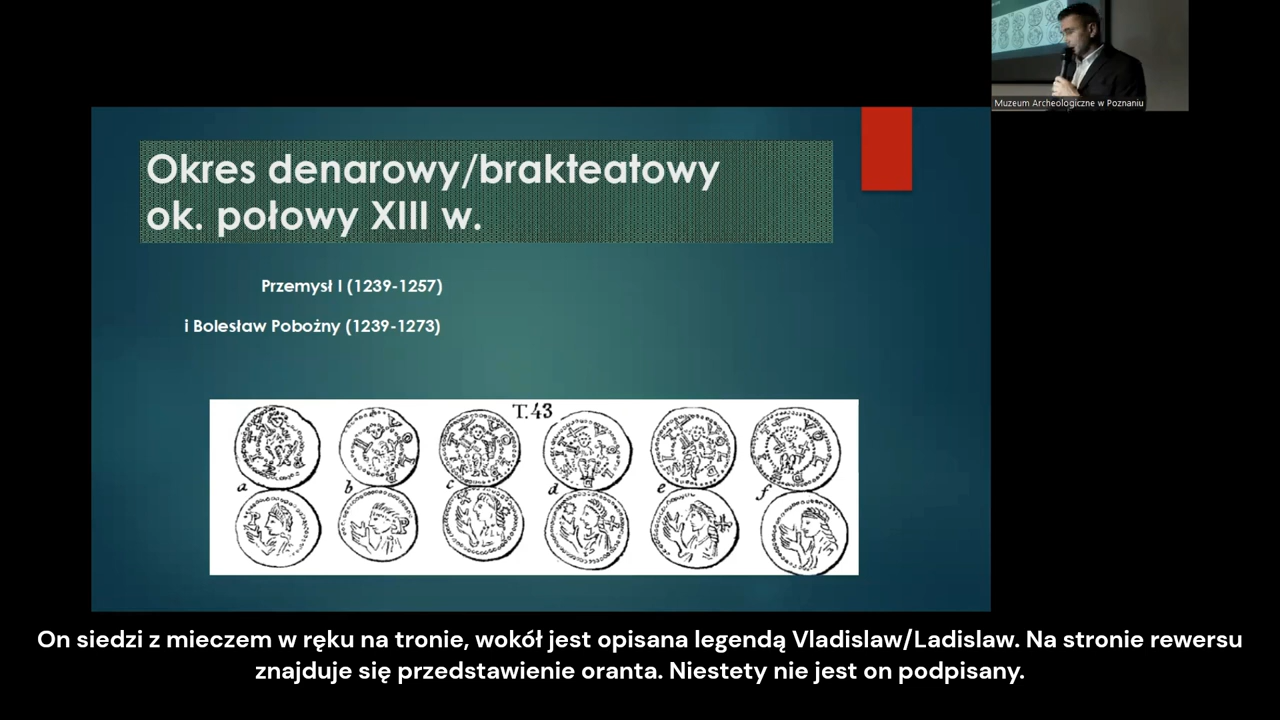 Muzeum Archeologiczne w Poznaniu
Okres denarowy/brakteatowy
ok. połowy XIII w.
Przemysł I (1239-1257)
i Bolesław Pobożny (1239-1273)
T.43
a b c d e f
On siedzi z mieczem w ręku na tronie, wokół jest opisana legendą Vladislaw/Ladislaw. Na stronie rewersu
znajduje się przedstawienie oranta. Niestety nie jest on podpisany.